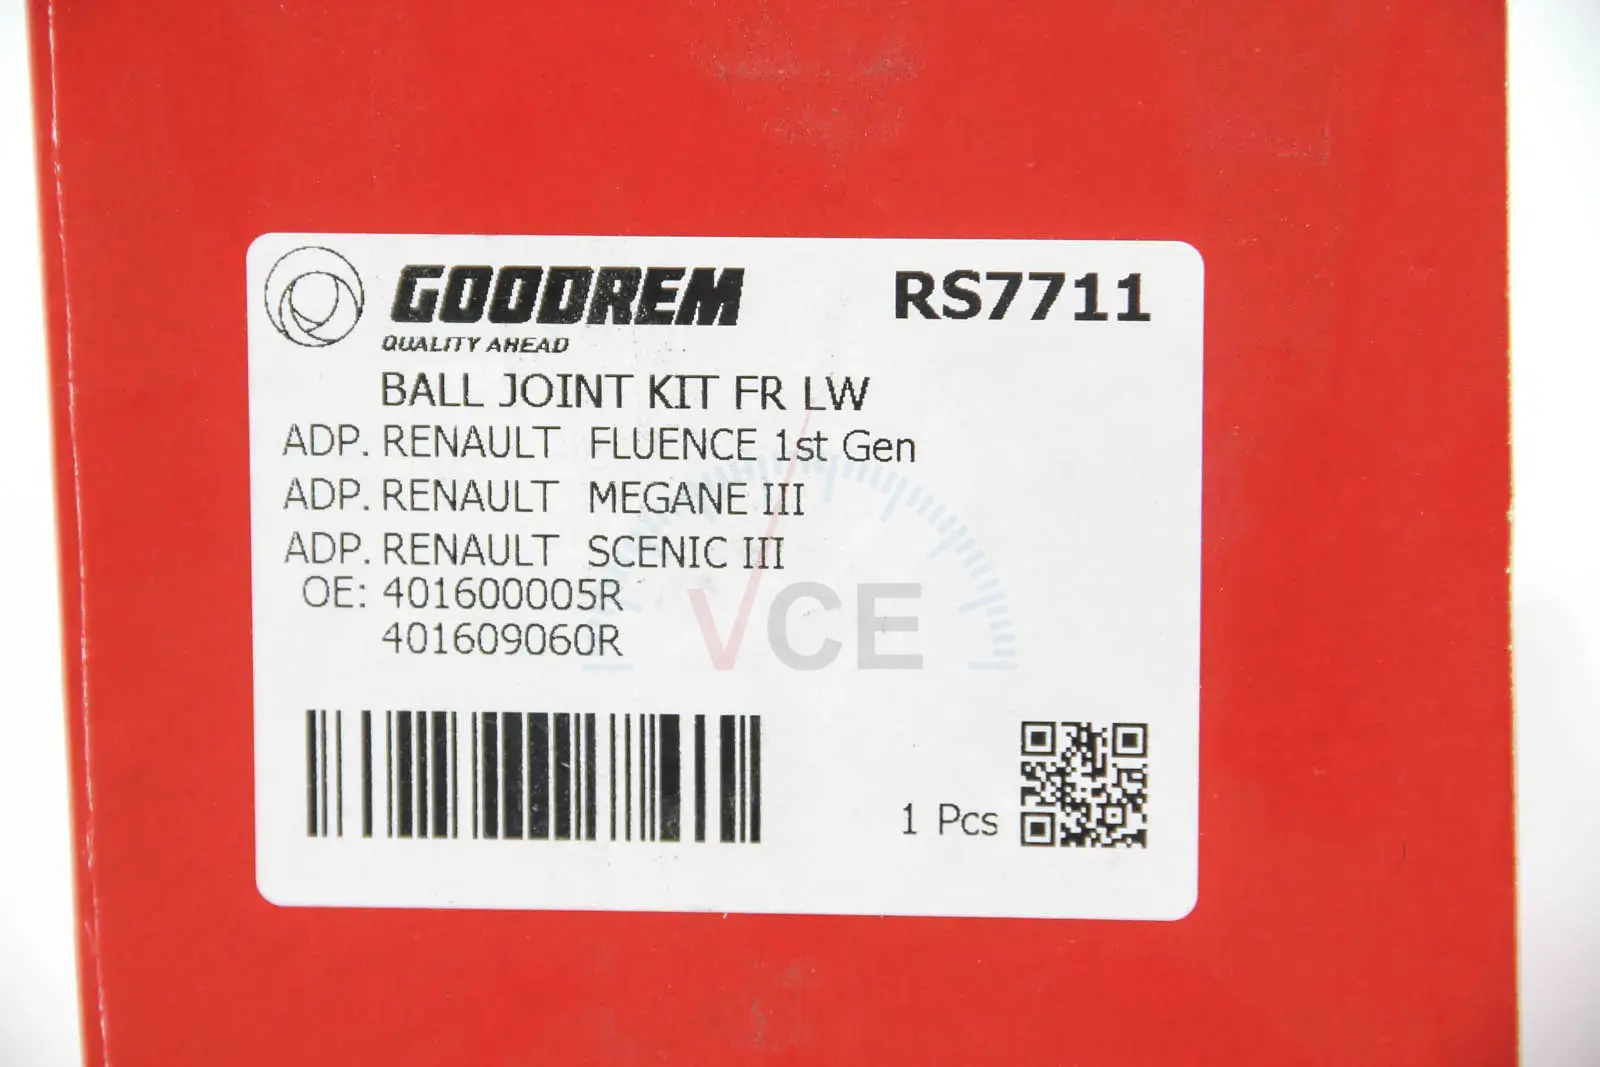 GOODREM
RS7711
QUALITY AHEAD
BALL JOINT KIT FR LW
ADP. RENAULT FLUENCE 1st Gen
ADP. RENAULT MEGANE III
ADP. RENAULT SCENIC III
OE: 401600005R
401609060R
VCE
1 Pcs